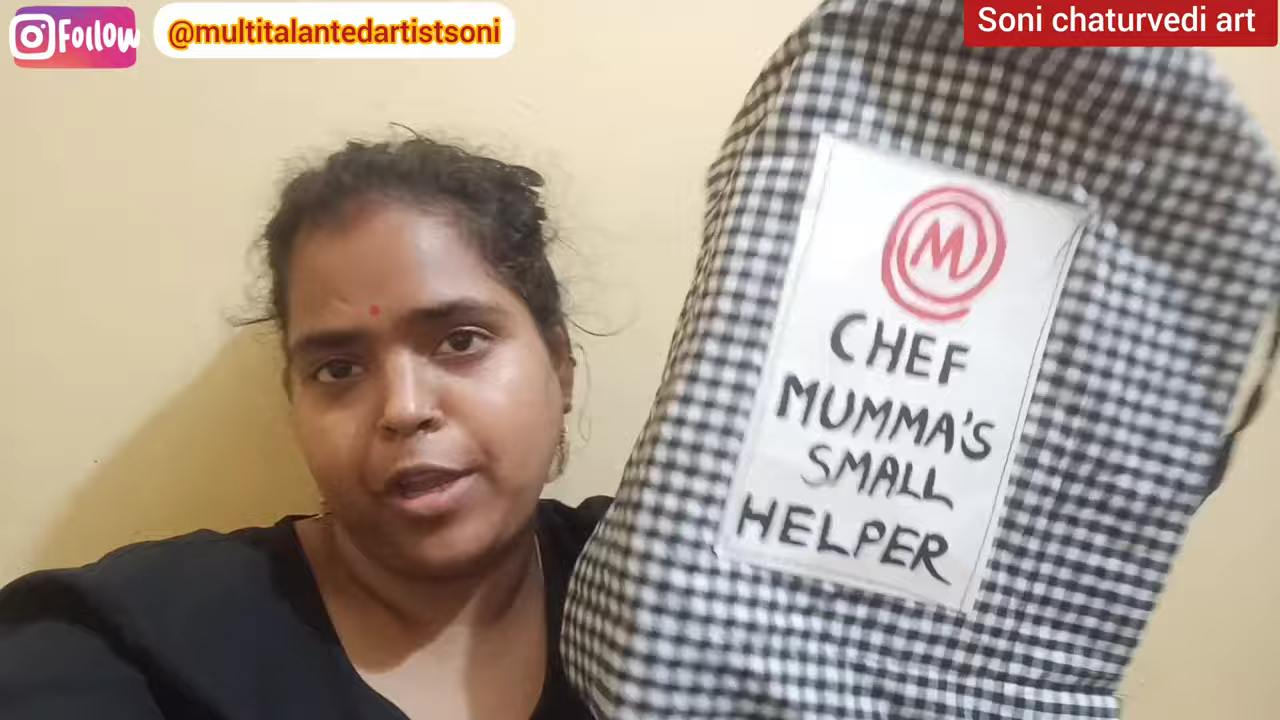 Follow
@multitalantedartistsoni
Soni chaturvedi art
M
CHEF
MUMMA'S
SMALL
HELPER